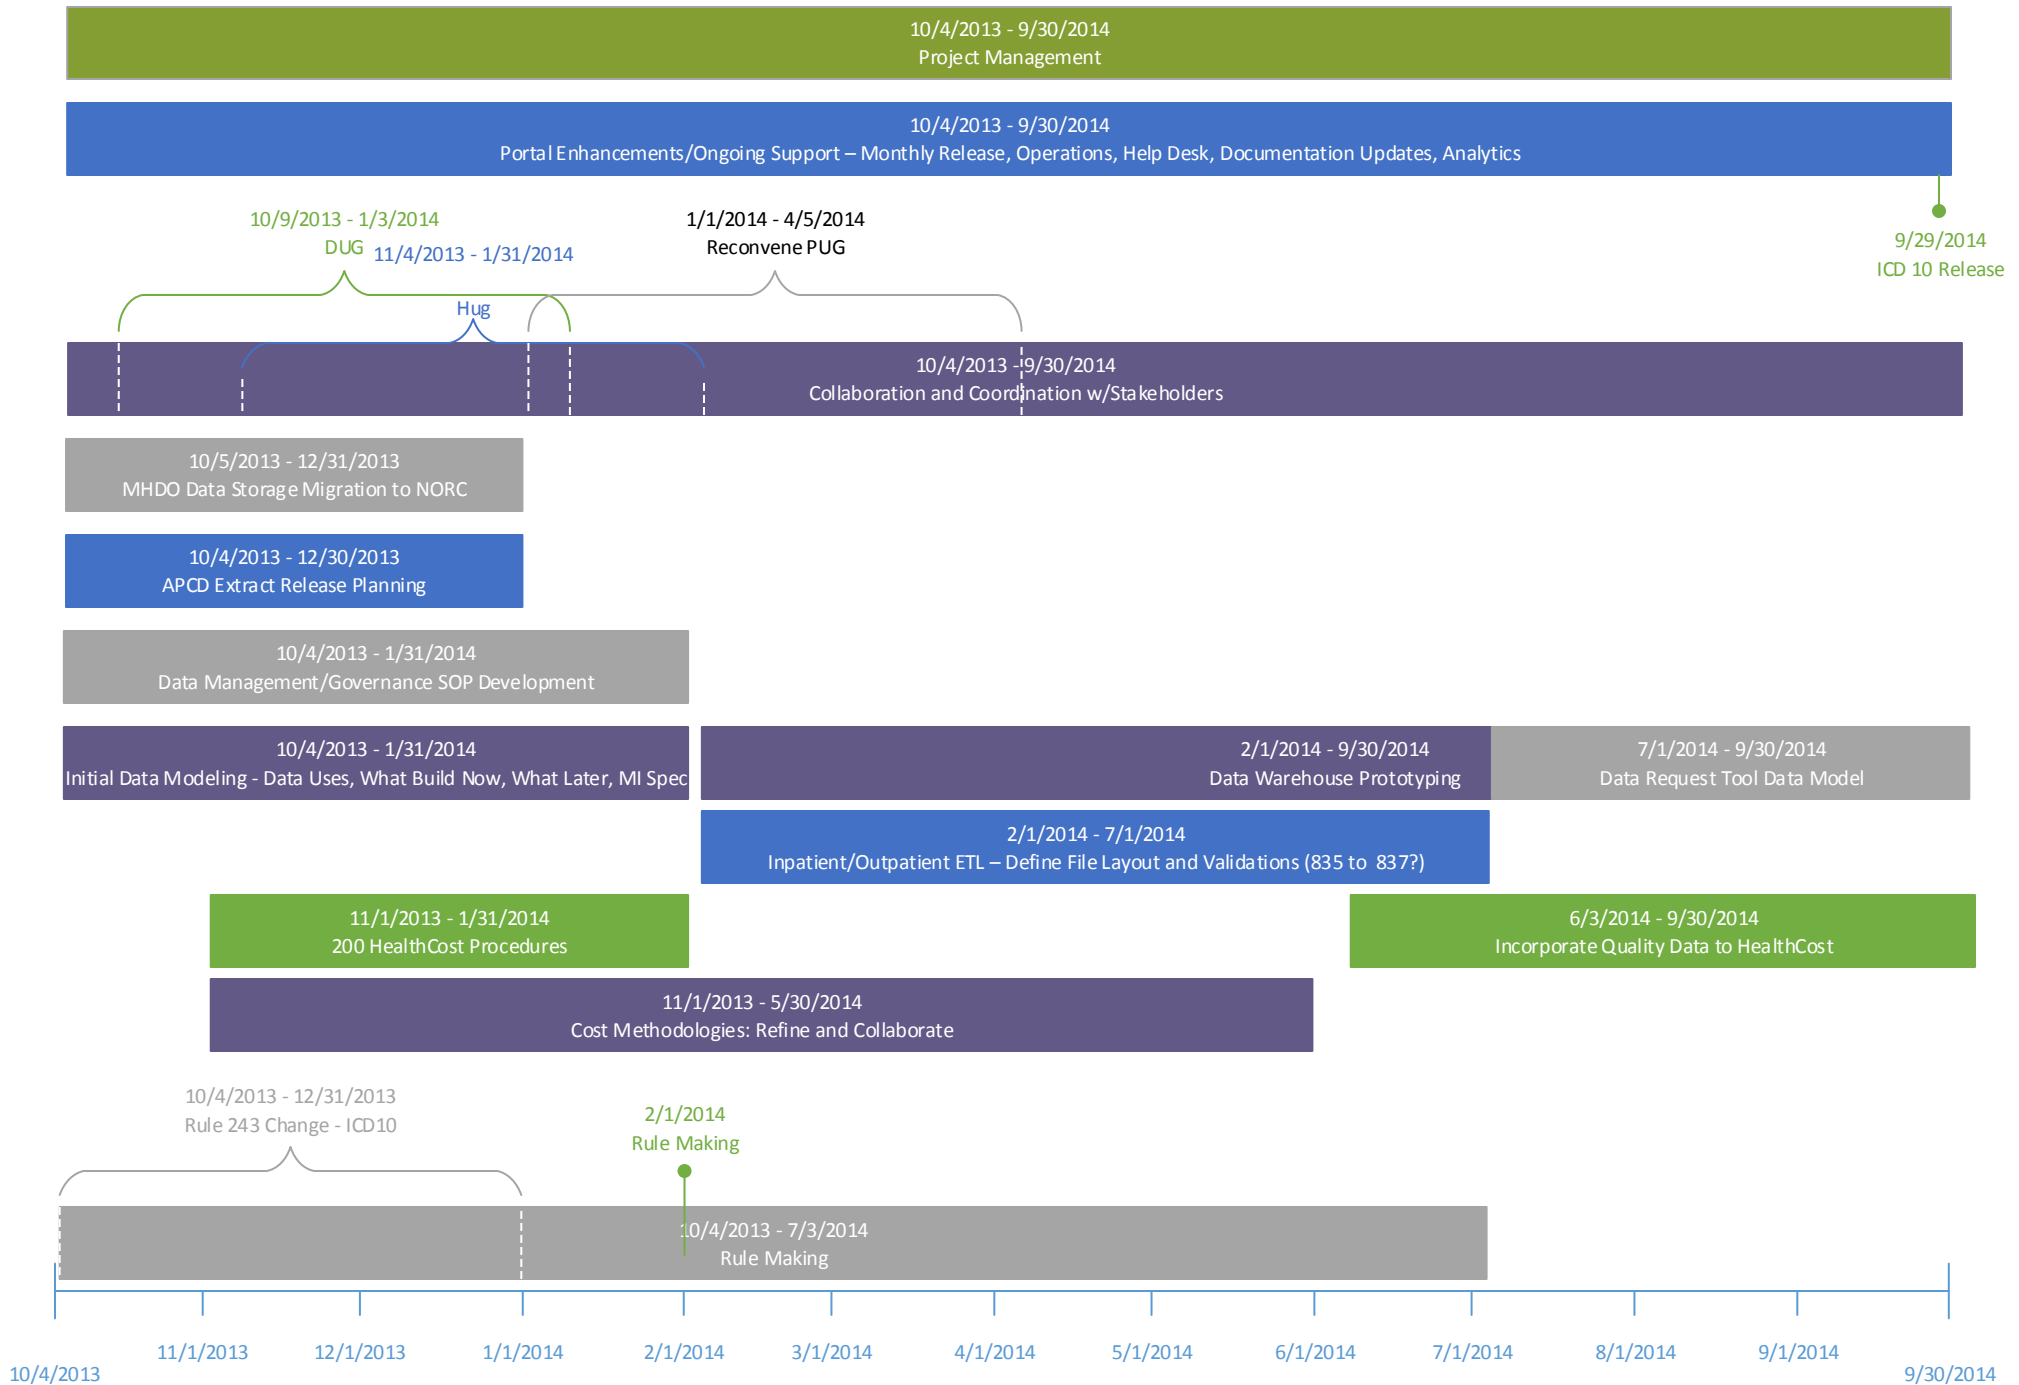 10/4/2013 - 9/30/2014
Project Management
10/4/2013 - 9/30/2014
Portal Enhancements/Ongoing Support – Monthly Release, Operations, Help Desk, Documentation Updates, Analytics
10/9/2013 - 1/3/2014
DUG
11/4/2013 - 1/31/2014
Hug
1/1/2014 - 4/5/2014
Reconvene PUG
9/29/2014
ICD 10 Release
10/4/2013 - 9/30/2014
Collaboration and Coordination w/Stakeholders
10/5/2013 - 12/31/2013
MHDO Data Storage Migration to NORC
10/4/2013 - 12/30/2013
APCD Extract Release Planning
10/4/2013 - 1/31/2014
Data Management/Governance SOP Development
10/4/2013 - 1/31/2014
Initial Data Modeling - Data Uses, What Build Now, What Later, MI Spec
2/1/2014 - 9/30/2014
Data Warehouse Prototyping
7/1/2014 - 9/30/2014
Data Request Tool Data Model
2/1/2014 - 7/1/2014
Inpatient/Outpatient ETL – Define File Layout and Validations (835 to 837?)
11/1/2013 - 1/31/2014
200 HealthCost Procedures
6/3/2014 - 9/30/2014
Incorporate Quality Data to HealthCost
11/1/2013 - 5/30/2014
Cost Methodologies: Refine and Collaborate
10/4/2013 - 12/31/2013
Rule 243 Change - ICD10
2/1/2014
Rule Making
10/4/2013 - 7/3/2014
Rule Making
11/1/2013
12/1/2013
1/1/2014
2/1/2014
3/1/2014
4/1/2014
5/1/2014
6/1/2014
7/1/2014
8/1/2014
9/1/2014
10/4/2013
9/30/2014